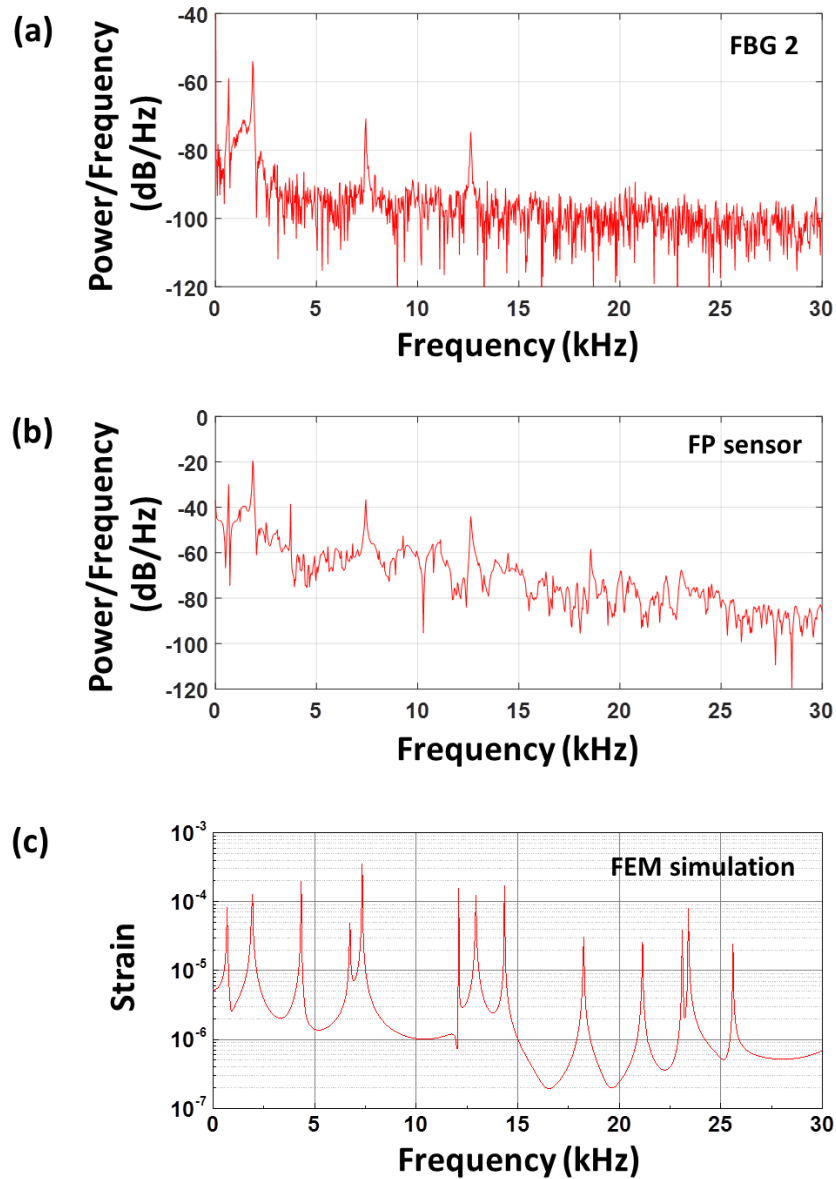 (a)
FBG 2
Power/Frequency
(dB/Hz)
-40
-60
-80
-100
-120
0 5 10 15 20 25 30
Frequency (kHz)
(b)
FP sensor
Power/Frequency
(dB/Hz)
0
-20
-40
-60
-80
-100
-120
0 5 10 15 20 25 30
Frequency (kHz)
(c)
FEM simulation
Strain
10-3
10-4
10-5
10-6
10-7
0 5 10 15 20 25 30
Frequency (kHz)